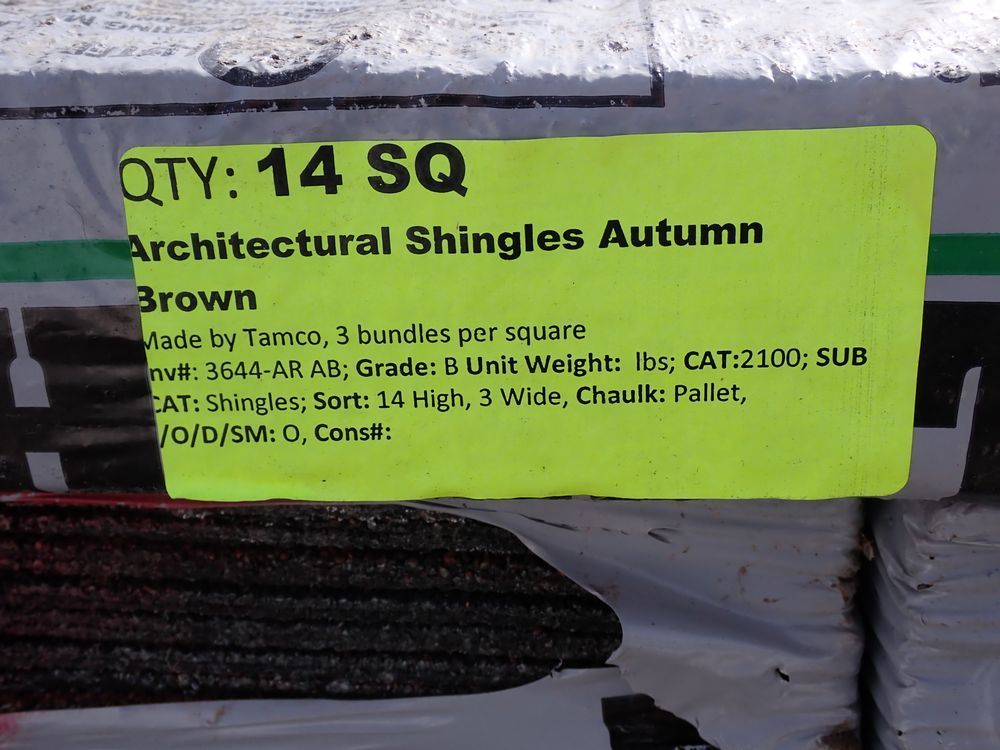 QTY: 14 SQ
Architectural Shingles Autumn
Brown
Made by Tamco, 3 bundles per square
nv#: 3644-AR AB; Grade: B Unit Weight: lbs; CAT:2100; SUB
CAT: Shingles; Sort: 14 High, 3 Wide, Chaulk: Pallet,
/O/D/SM: O, Cons#: